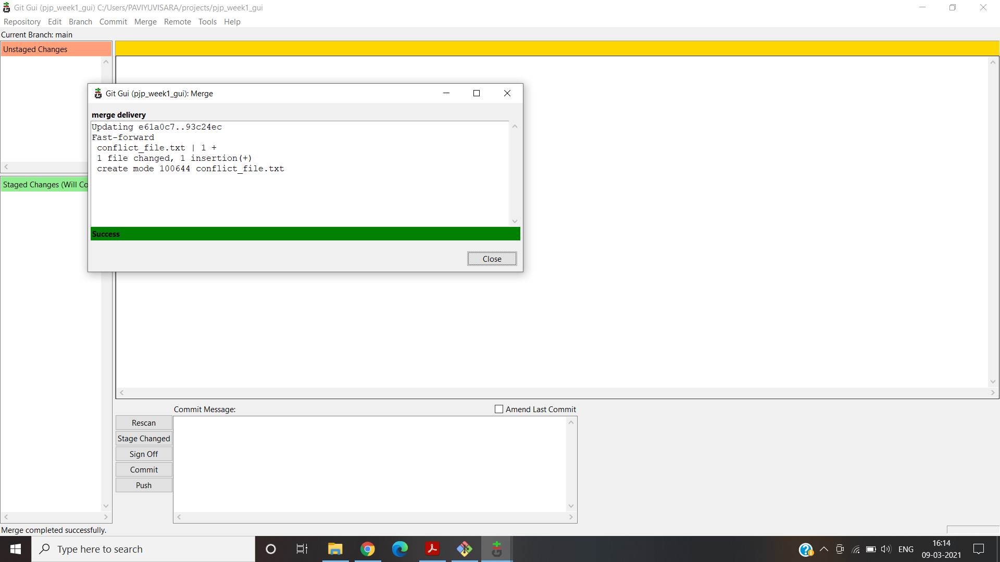 Git Gui (pjp_week1_gui) C:/Users/PAVIYUVISARA/projects/pjp_week1_gui
Repository Edit Branch Commit Merge Remote Tools Help
Current Branch: main
Unstaged Changes
Git Gui (pjp_week1_gui): Merge
merge delivery
Updating e61a0c7..93c24ec
Fast-forward
conflict_file.txt | 1 +
1 file changed, 1 insertion(+)
create mode 100644 conflict_file.txt
Success
Close
Staged Changes (Will Co
Commit Message:
Amend Last Commit
Rescan
Stage Changed
Sign Off
Commit
Push
Merge completed successfully.
Type here to search
ENG
16:14
09-03-2021